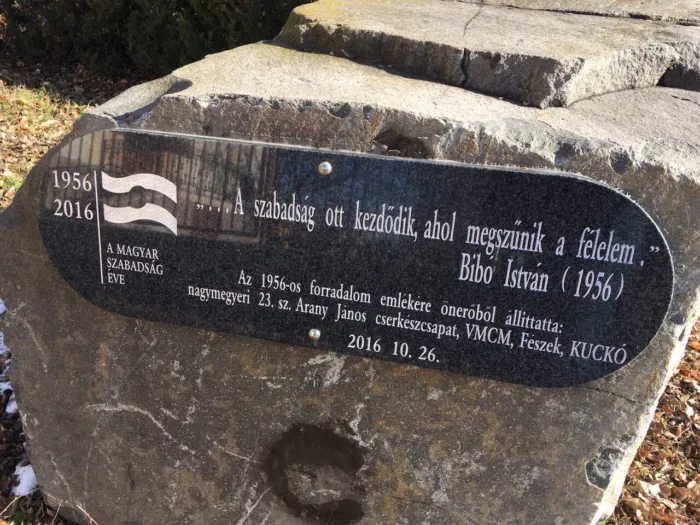 1956
2016
A MAGYAR
SZABADSÁG
ÉVE
"...A szabadság ott kezdődik, ahol megszűnik a félelem."
Bibó István (1956)
Az 1956-os forradalom emlékére önerőből állíttatta:
nagymegyeri 23. sz. Arany János cserkeszcsapat, VMCM, Feszek, KUCKÓ
2016 10. 26.